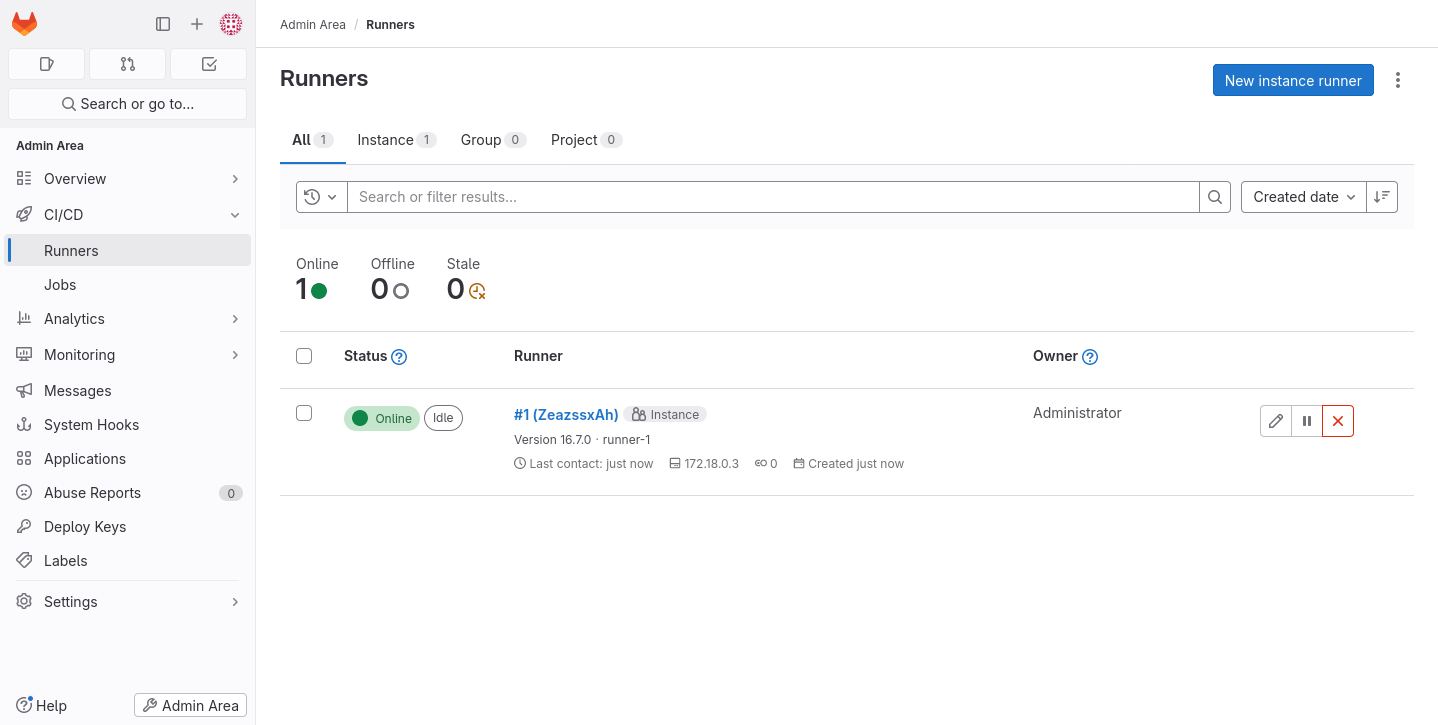 Admin Area / Runners
Search or go to...
Admin Area
Overview
CI/CD
Runners
Jobs
Analytics
Monitoring
Messages
System Hooks
Applications
Abuse Reports 0
Deploy Keys
Labels
Settings
Help
Admin Area
Runners
New instance runner
All 1 Instance 1 Group 0 Project 0
Search or filter results...
Created date
Online Offline Stale
1 0 0
Status Runner Owner
Online Idle #1 (ZeazssxAh) Instance Administrator
Version 16.7.0 · runner-1
Last contact: just now 172.18.0.3 0 Created just now